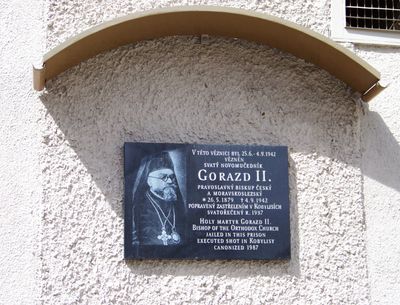 V TÉTO VĚZNICI BYL 25.6.-4.9.1942
VĚZNĚN
SVATÝ NOVOMUČEDNÍK
GORAZD II.
PRAVOSLAVNÝ BISKUP ČESKÝ
A MORAVSKOSLEZSKÝ
* 26.5.1879 † 4.9.1942
POPRAVENÝ ZASTŘELENÍM V KOBYLISÍCH
SVATOŘEČENÝ R. 1987
HOLY MARTYR GORAZD II.
BISHOP OF THE ORTHODOX CHURCH
JAILED IN THIS PRISON
EXECUTED SHOT IN KOBYLISY
CANONIZED 1987